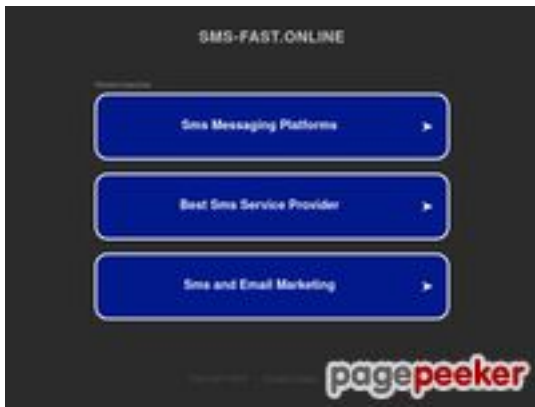 SMS-FAST.ONLINE
Sms Messaging Platforms
Best Sms Service Provider
Sms and Email Marketing
pagepeeker